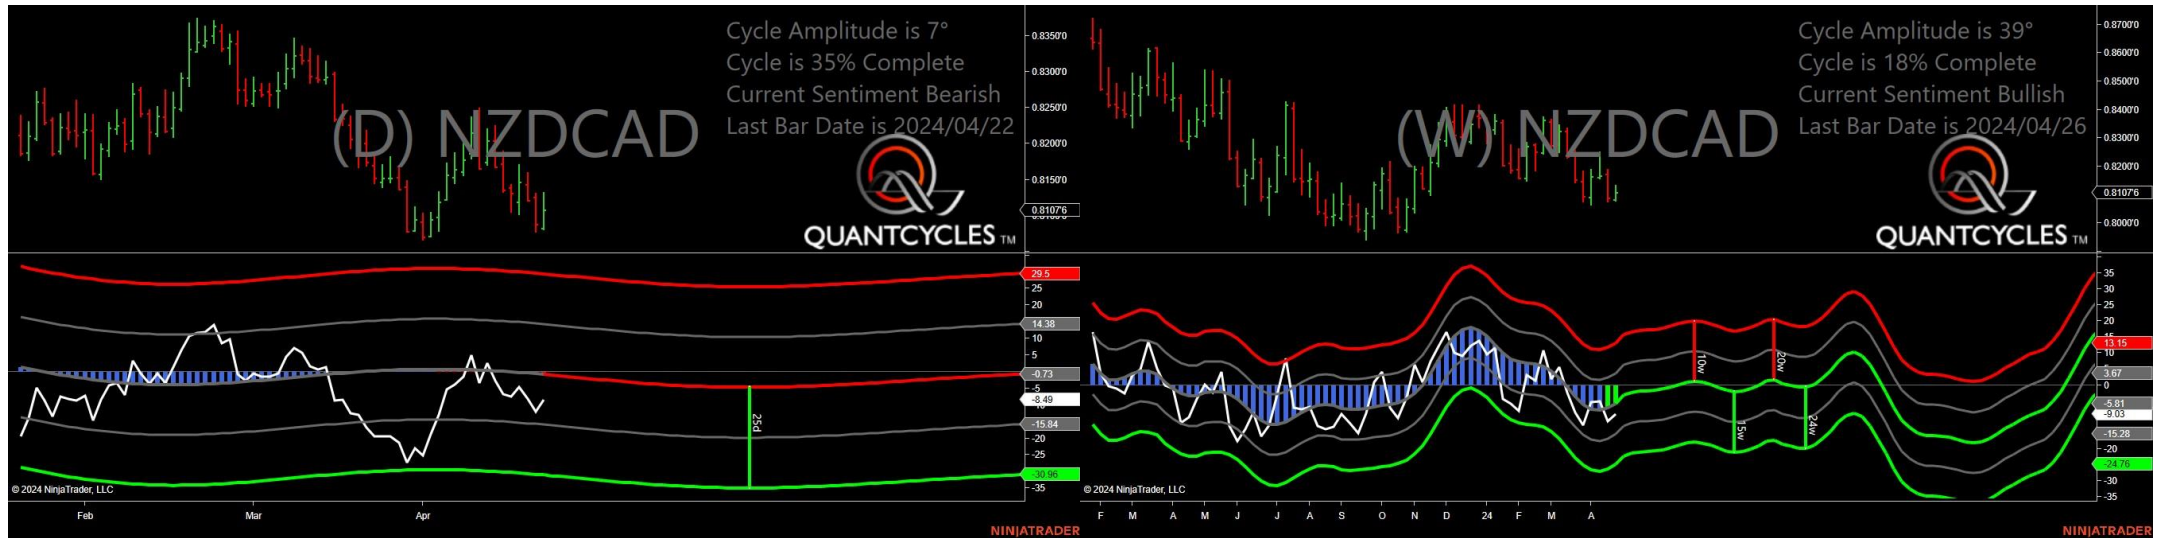 Cycle Amplitude is 7°
Cycle is 35% Complete
Current Sentiment Bearish
Last Bar Date is 2024/04/22
(D) NZDCAD
QUANTCYCLES TM
0.8350'0
0.8300'0
0.8250'0
0.8200'0
0.8150'0
0.8107'6
29.5
25
20
14.38
10
5
-0.73
-5
-8.49
-15.84
-20
-25
-30.96
-35
25d
© 2024 NinjaTrader, LLC
Feb Mar Apr
NINJATRADER
Cycle Amplitude is 39°
Cycle is 18% Complete
Current Sentiment Bullish
Last Bar Date is 2024/04/26
(W) NZDCAD
QUANTCYCLES TM
0.8700'0
0.8600'0
0.8500'0
0.8400'0
0.8300'0
0.8200'0
0.8107'6
0.8000'0
35
30
25
20
13.15
10
3.67
0
-5.81
-9.03
-15.28
-20
-24.76
-30
-35
10w
20w
15w
24w
© 2024 NinjaTrader, LLC
F M A M J J A S O N D 24 F M A
NINJATRADER